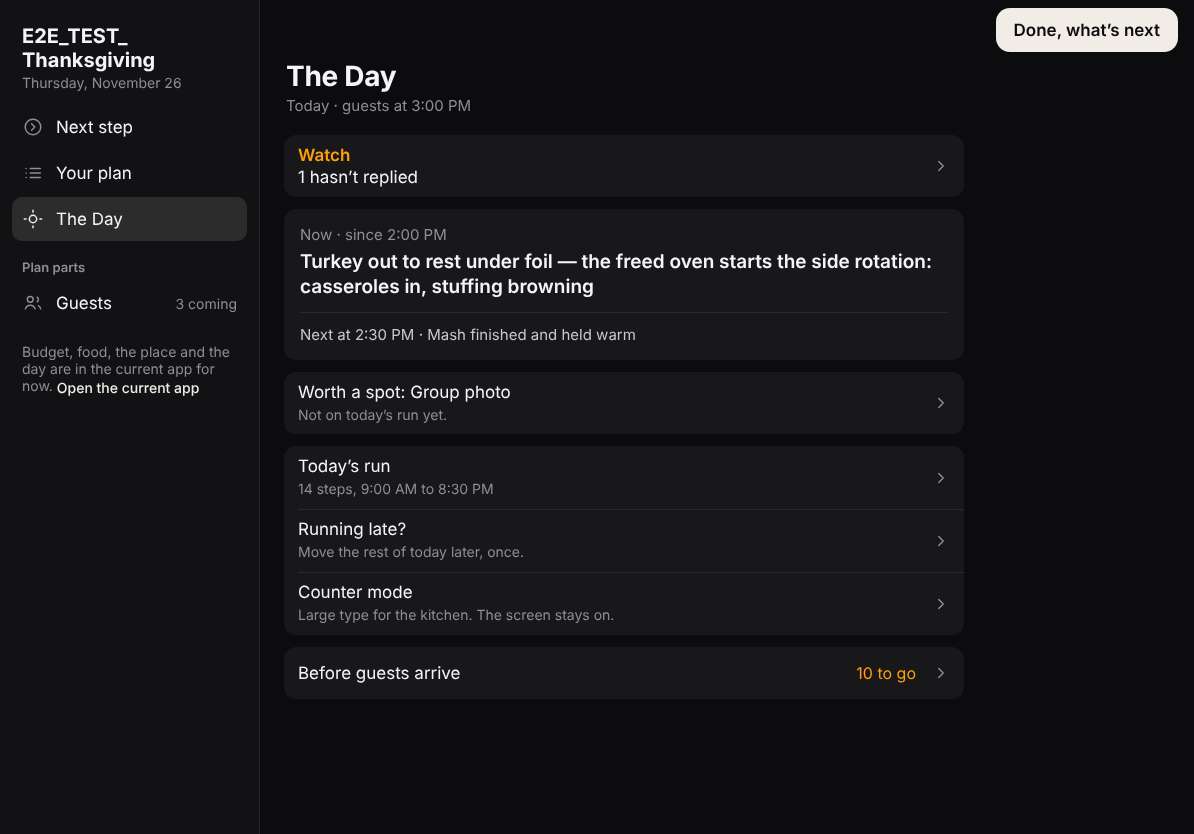 E2E_TEST_
Thanksgiving
Thursday, November 26
Next step
Your plan
The Day
Plan parts
Guests
3 coming
Budget, food, the place and the
day are in the current app for
now. Open the current app
Done, what’s next
The Day
Today · guests at 3:00 PM
Watch
1 hasn’t replied
Now · since 2:00 PM
Turkey out to rest under foil — the freed oven starts the side rotation:
casseroles in, stuffing browning
Next at 2:30 PM · Mash finished and held warm
Worth a spot: Group photo
Not on today’s run yet.
Today’s run
14 steps, 9:00 AM to 8:30 PM
Running late?
Move the rest of today later, once.
Counter mode
Large type for the kitchen. The screen stays on.
Before guests arrive
10 to go